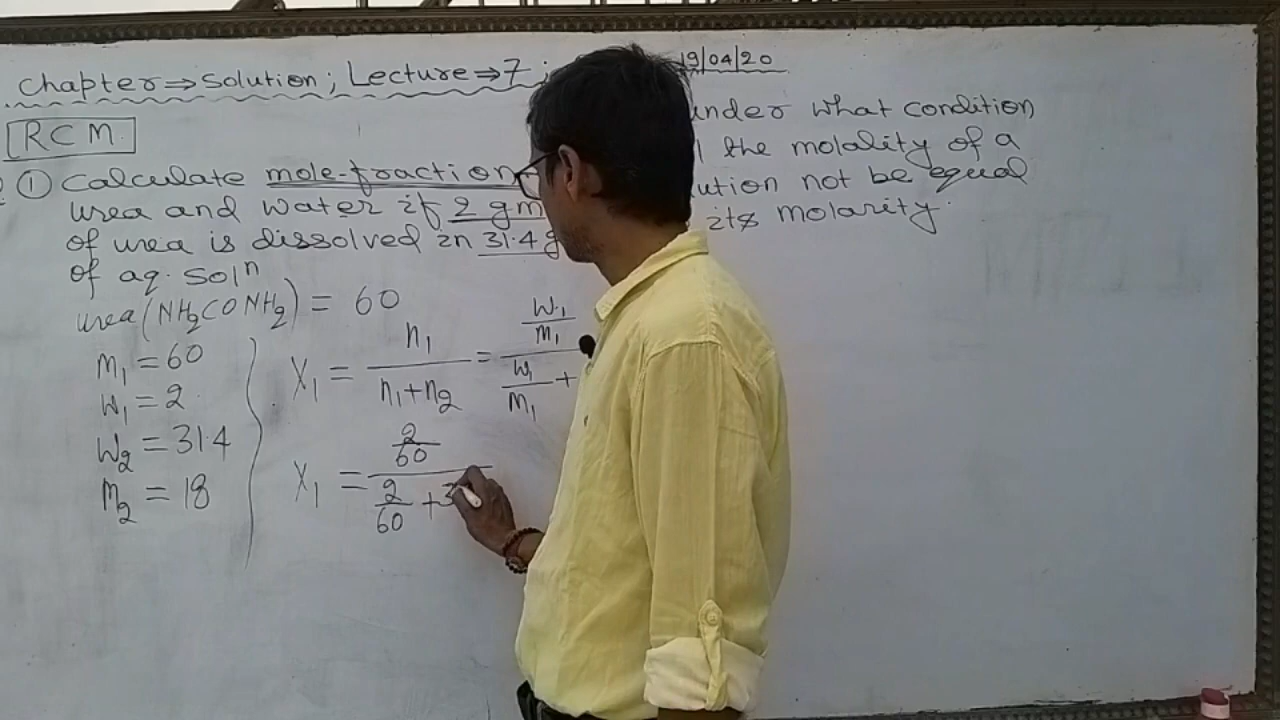 Chapter ⇒ Solution ; Lecture ⇒ 7 ; 19/04/20
RCM.
① Calculate mole-fraction
urea and water if 2 gm
of urea is dissolved in 31.4 g
of aq. Solⁿ
urea (NH₂CONH₂) = 60
M₁ = 60
W₁ = 2
W₂ = 31.4
M₂ = 18
X₁ = n₁ / (n₁+n₂) = (W₁/M₁) / (W₁/M₁ +
X₁ = (2/60) / (2/60 + 3
under what condition
the molality of a
ution not be equal
its molarity.